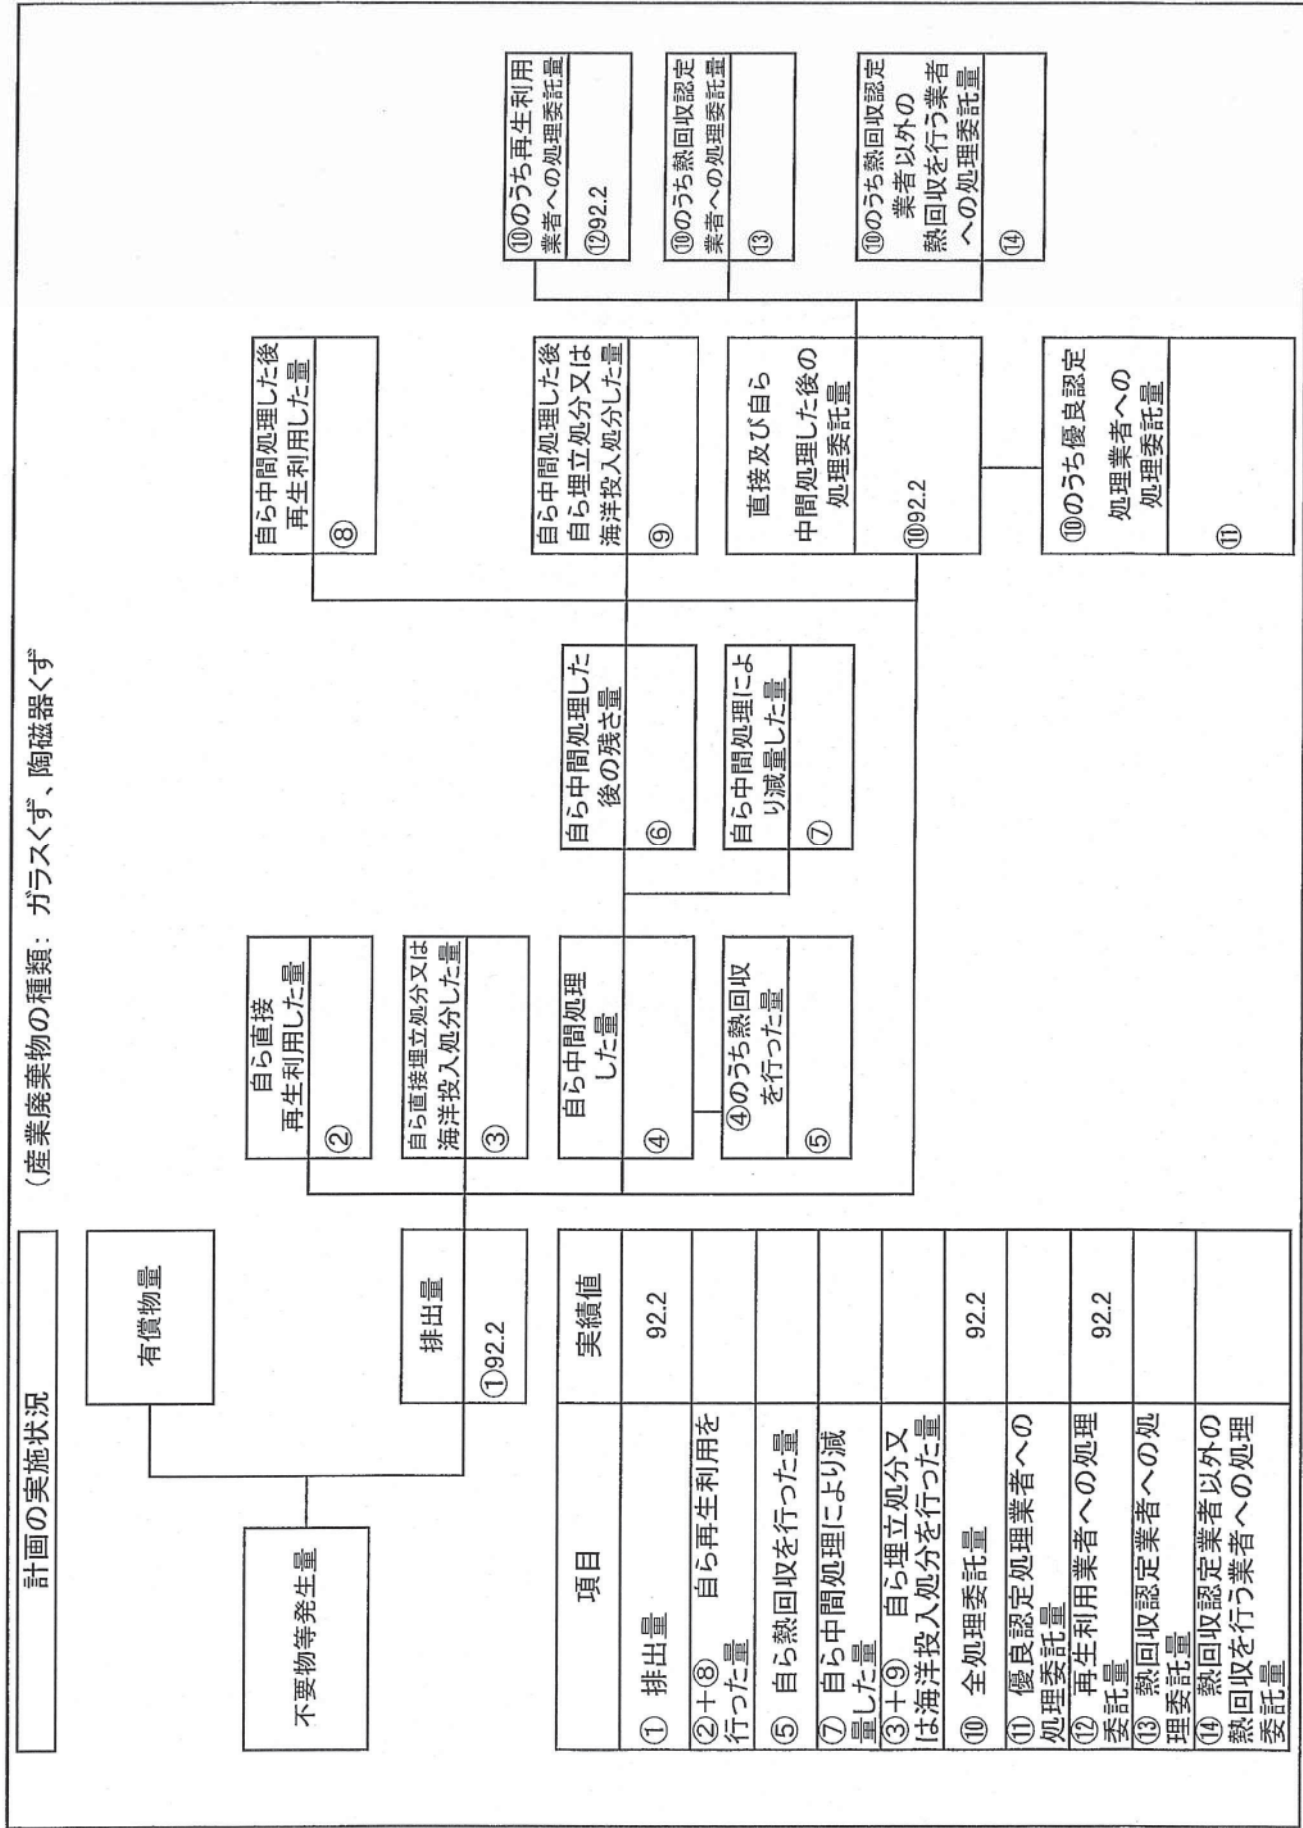 計画の実施状況
(産業廃棄物の種類： ガラスくず、陶磁器くず
不要物等発生量
有償物量
排出量
①92.2
自ら直接
再生利用した量
②
自ら直接埋立処分又は
海洋投入処分した量
③
自ら中間処理
した量
④
④のうち熱回収
を行った量
⑤
自ら中間処理した
後の残さ量
⑥
自ら中間処理によ
り減量した量
⑦
自ら中間処理した後
再生利用した量
⑧
自ら中間処理した後
自ら埋立処分又は
海洋投入処分した量
⑨
直接及び自ら
中間処理した後の
処理委託量
⑩92.2
⑩のうち優良認定
処理業者への
処理委託量
⑪
⑩のうち再生利用
業者への処理委託量
⑫92.2
⑩のうち熱回収認定
業者への処理委託量
⑬
⑩のうち熱回収認定
業者以外の
熱回収を行う業者
への処理委託量
⑭
項目 実績値
① 排出量 92.2
②＋⑧ 自ら再生利用を
行った量
⑤ 自ら熱回収を行った量
⑦ 自ら中間処理により減
量した量
③＋⑨ 自ら埋立処分又
は海洋投入処分を行った量
⑩ 全処理委託量 92.2
⑪ 優良認定処理業者への
処理委託量
⑫ 再生利用業者への処理
委託量 92.2
⑬ 熱回収認定業者への処
理委託量
⑭ 熱回収認定業者以外の
熱回収を行う業者への処理
委託量